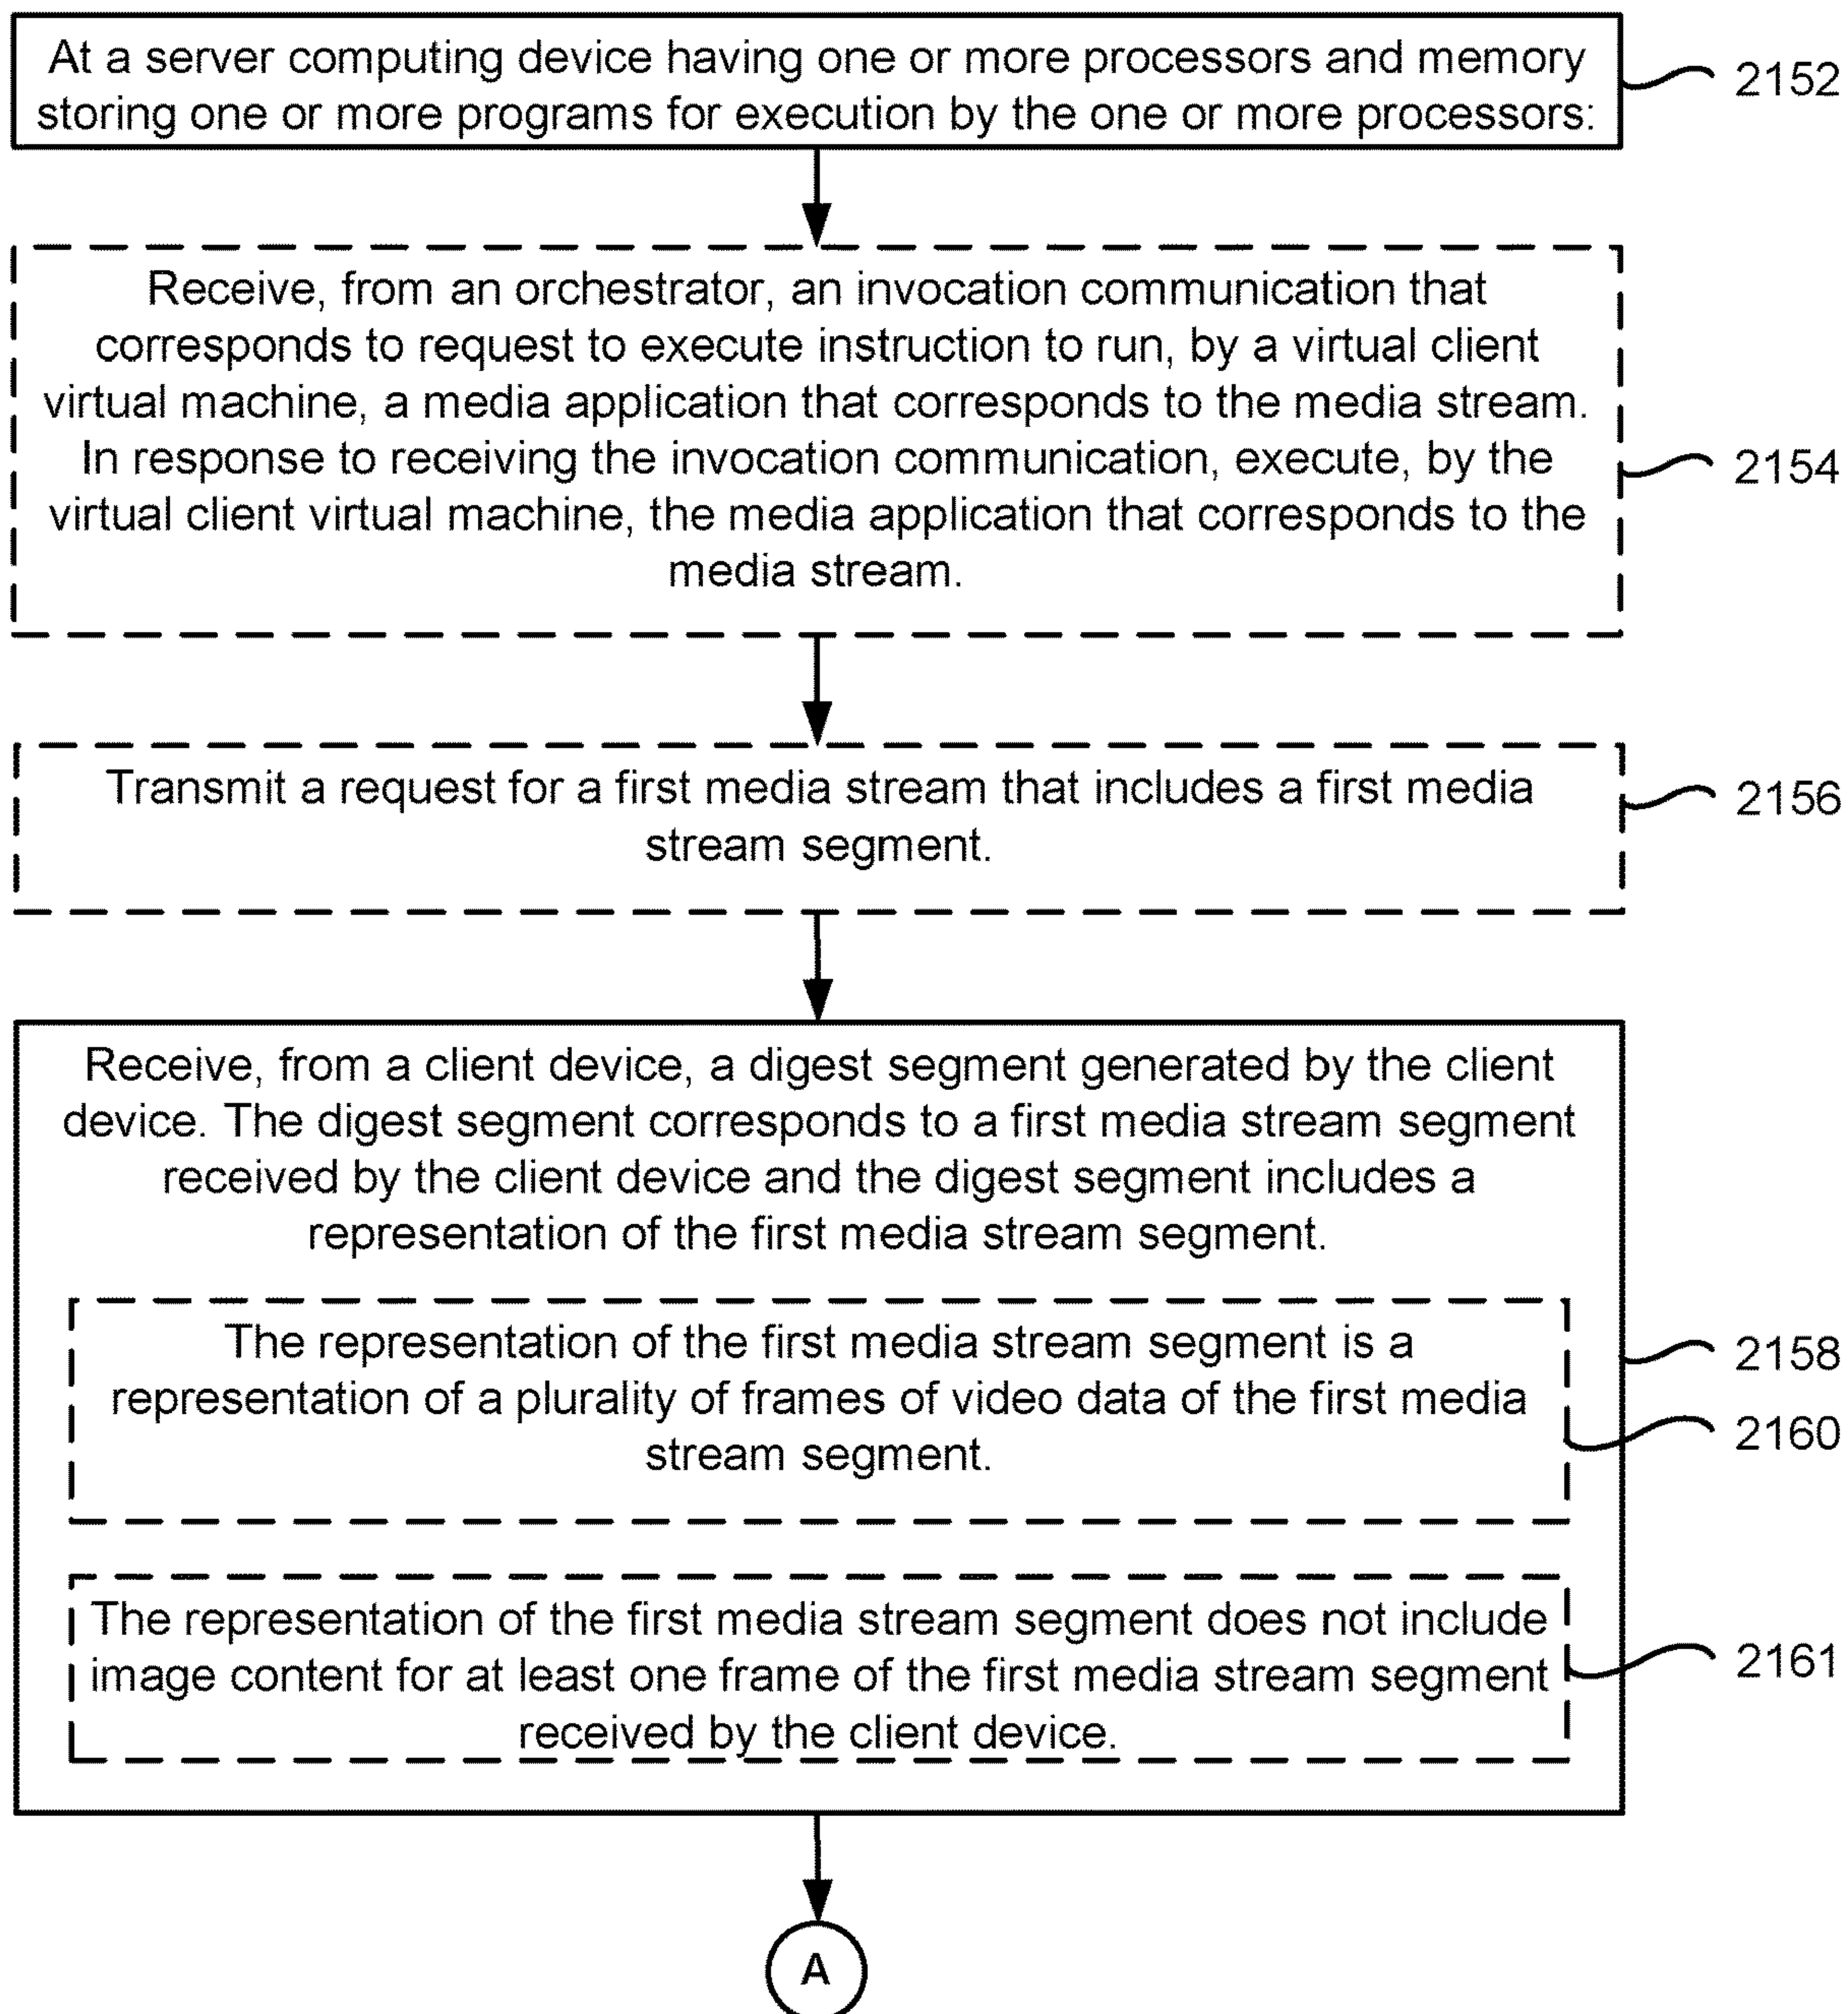 At a server computing device having one or more processors and memory
storing one or more programs for execution by the one or more processors:
2152
Receive, from an orchestrator, an invocation communication that
corresponds to request to execute instruction to run, by a virtual client
virtual machine, a media application that corresponds to the media stream.
In response to receiving the invocation communication, execute, by the
virtual client virtual machine, the media application that corresponds to the
media stream.
2154
Transmit a request for a first media stream that includes a first media
stream segment.
2156
Receive, from a client device, a digest segment generated by the client
device. The digest segment corresponds to a first media stream segment
received by the client device and the digest segment includes a
representation of the first media stream segment.
2158
The representation of the first media stream segment is a
representation of a plurality of frames of video data of the first media
stream segment.
2160
The representation of the first media stream segment does not include
image content for at least one frame of the first media stream segment
received by the client device.
2161
A